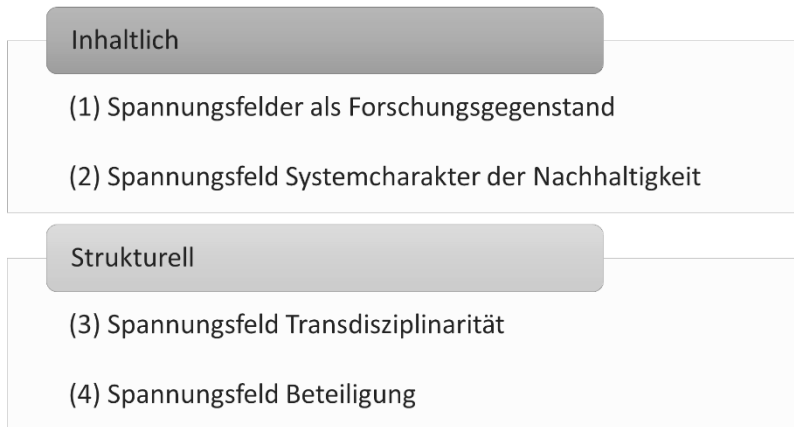 Inhaltlich
(1) Spannungsfelder als Forschungsgegenstand
(2) Spannungsfeld Systemcharakter der Nachhaltigkeit
Strukturell
(3) Spannungsfeld Transdisziplinarität
(4) Spannungsfeld Beteiligung